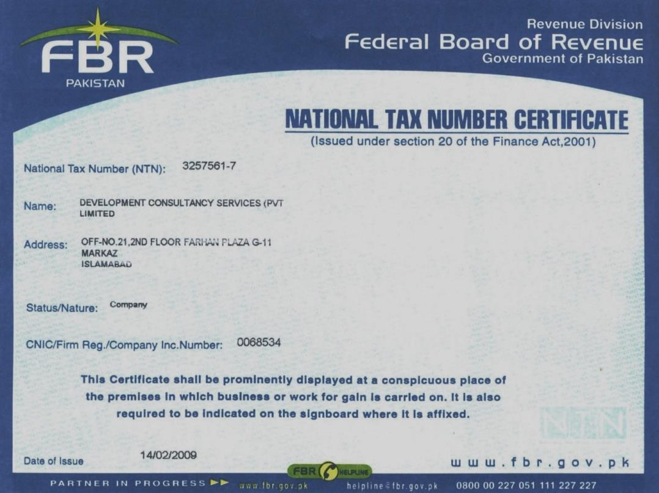 FBR
PAKISTAN
Revenue Division
Federal Board of Revenue
Government of Pakistan
NATIONAL TAX NUMBER CERTIFICATE
(Issued under section 20 of the Finance Act,2001)
National Tax Number (NTN): 3257561-7
Name: DEVELOPMENT CONSULTANCY SERVICES (PVT
LIMITED
Address: OFF-NO.21,2ND FLOOR FARHAN PLAZA G-11
MARKAZ
ISLAMABAD
Status/Nature: Company
CNIC/Firm Reg./Company Inc.Number: 0068534
This Certificate shall be prominently displayed at a conspicuous place of
the premises in which business or work for gain is carried on. It is also
required to be indicated on the signboard where it is affixed.
NTN
Date of Issue 14/02/2009
www.fbr.gov.pk
PARTNER IN PROGRESS
FBR HELPLINE
www.fbr.gov.pk helpline@fbr.gov.pk 0800 00 227 051 111 227 227